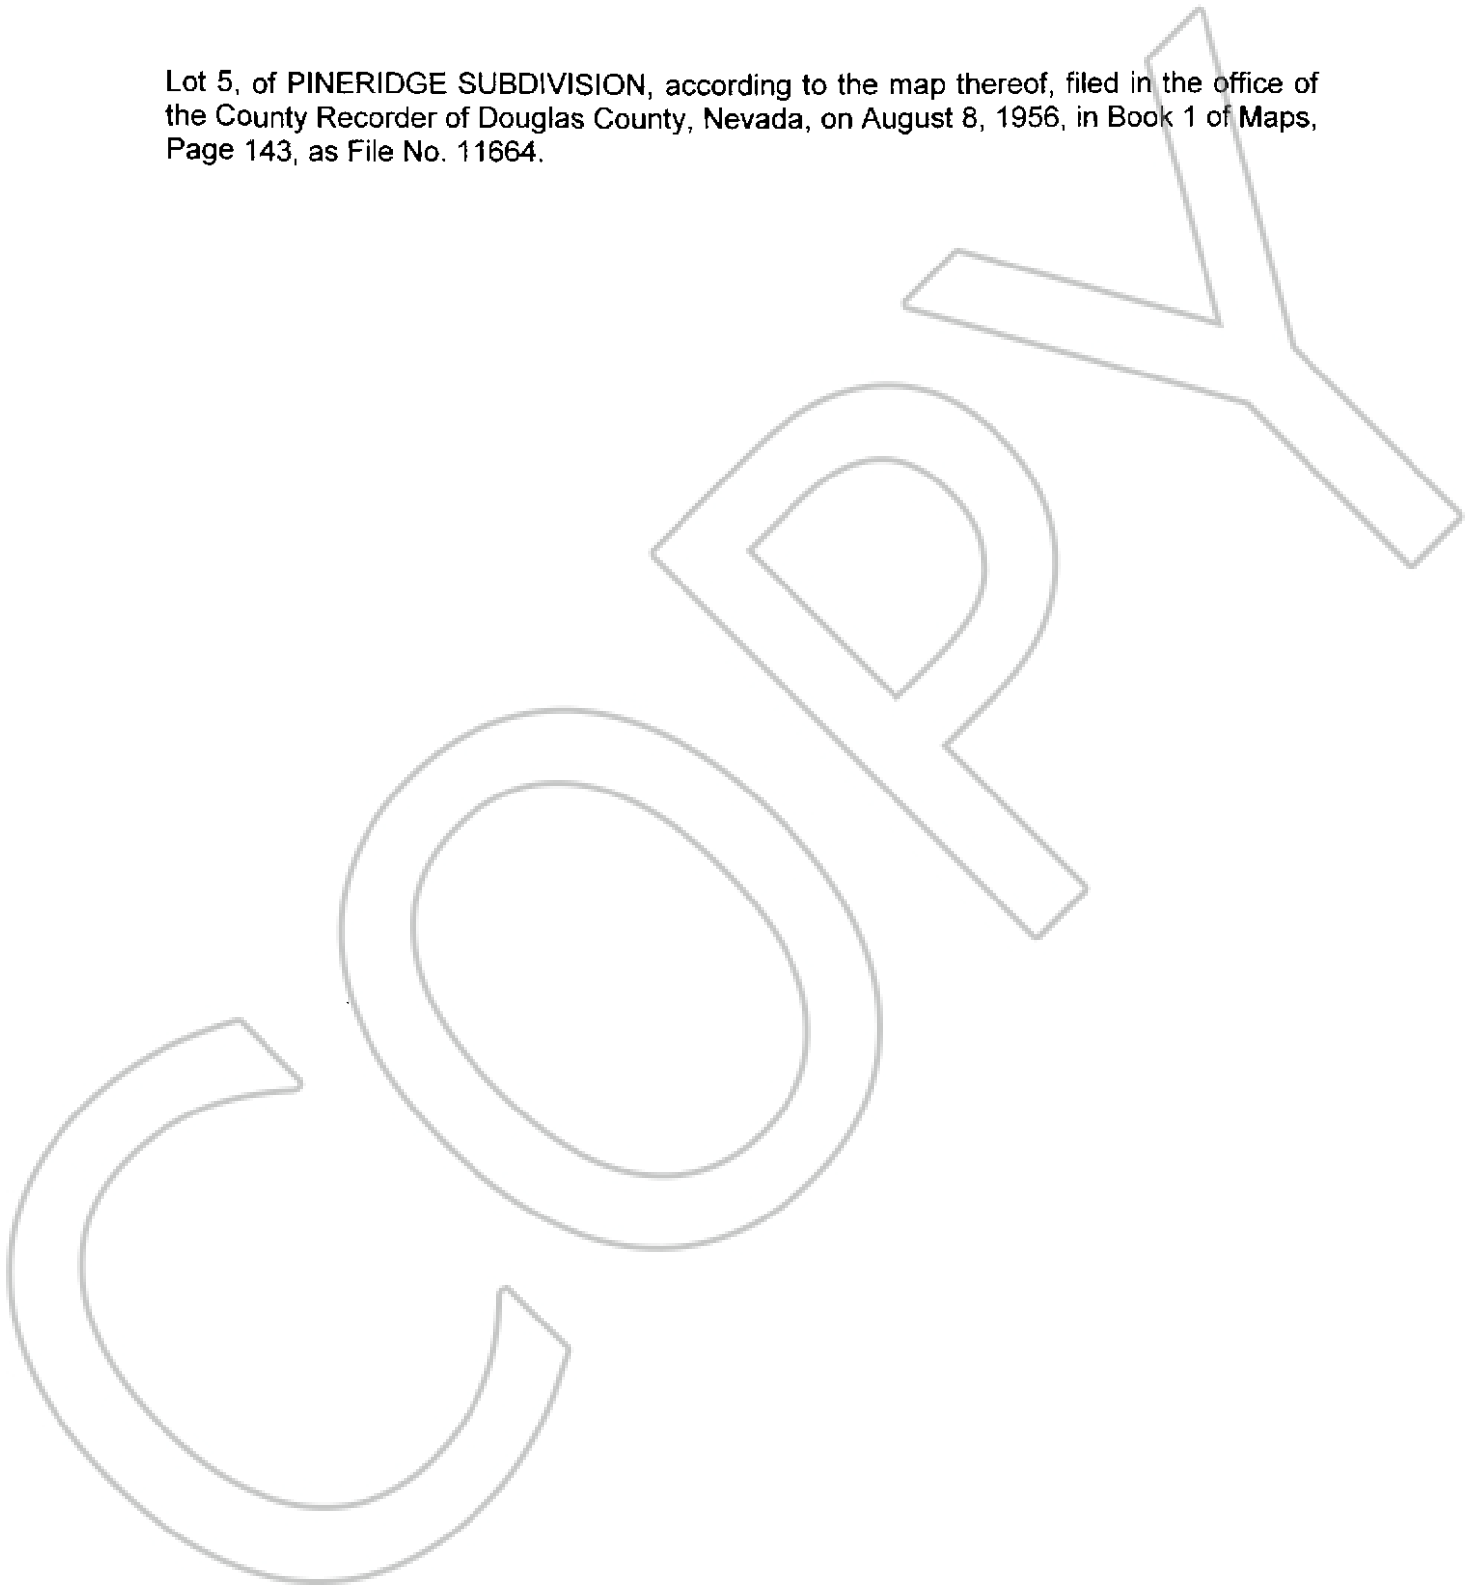 Lot 5, of PINERIDGE SUBDIVISION, according to the map thereof, filed in the office of
the County Recorder of Douglas County, Nevada, on August 8, 1956, in Book 1 of Maps,
Page 143, as File No. 11664.
COPY